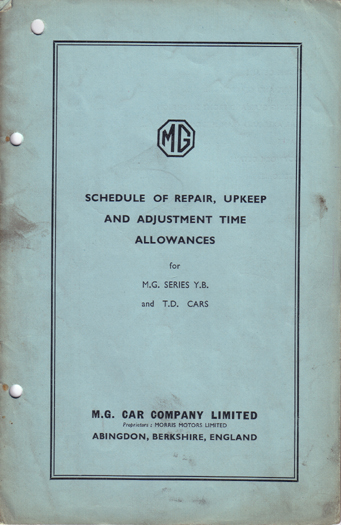 MG
SCHEDULE OF REPAIR, UPKEEP
AND ADJUSTMENT TIME
ALLOWANCES
for
M.G. SERIES Y.B.
and T.D. CARS
M.G. CAR COMPANY LIMITED
Proprietors : MORRIS MOTORS LIMITED
ABINGDON, BERKSHIRE, ENGLAND